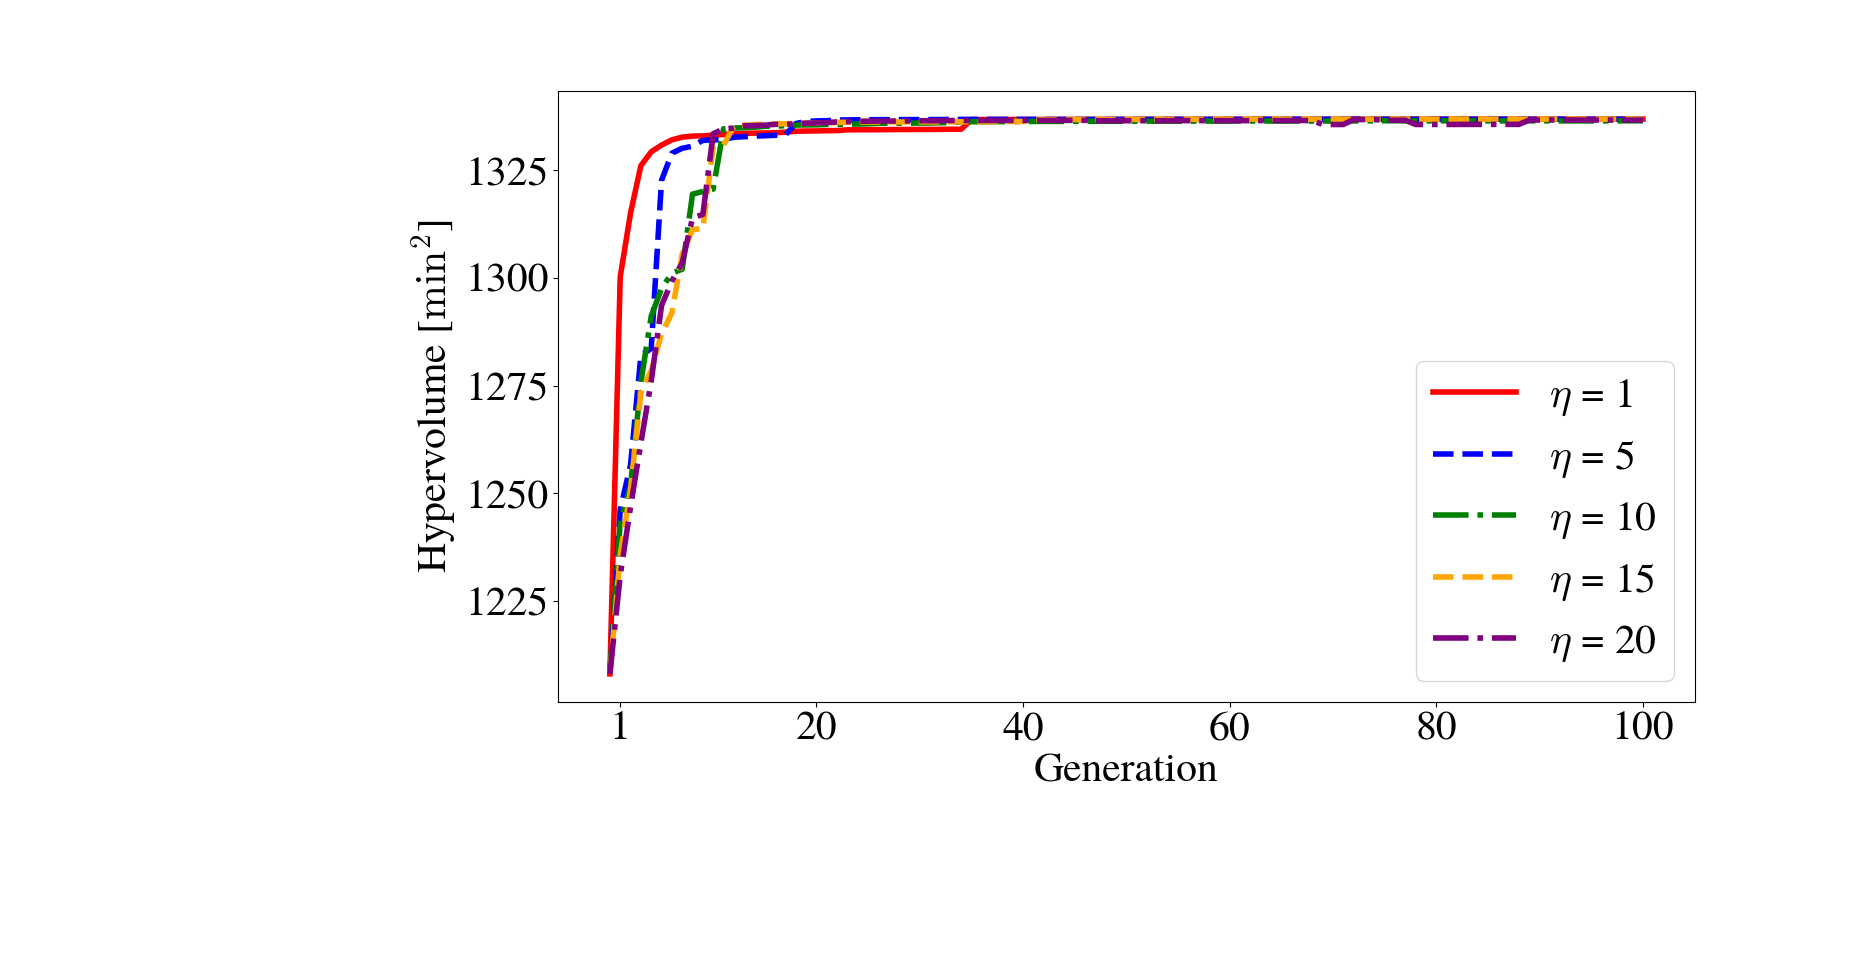 Hypervolume [min²]
1325
1300
1275
1250
1225
1 20 40 60 80 100
Generation
η = 1
η = 5
η = 10
η = 15
η = 20